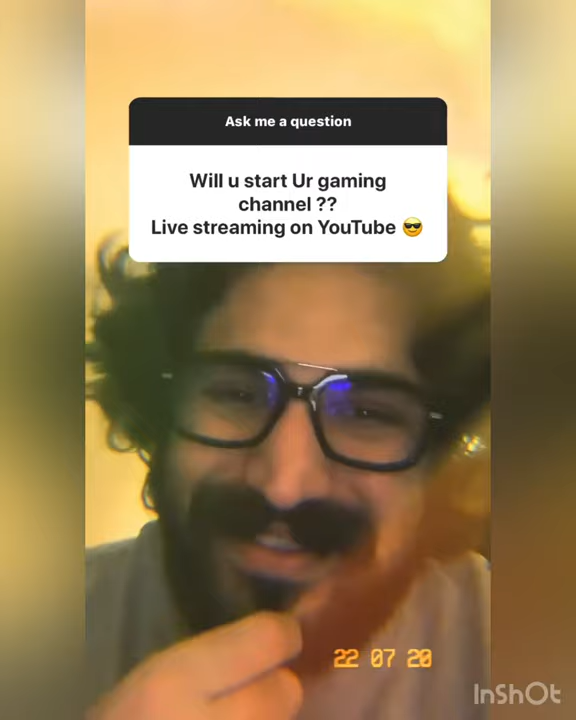 Ask me a question
Will u start Ur gaming
channel ??
Live streaming on YouTube 😎
22 07 20
InShOt